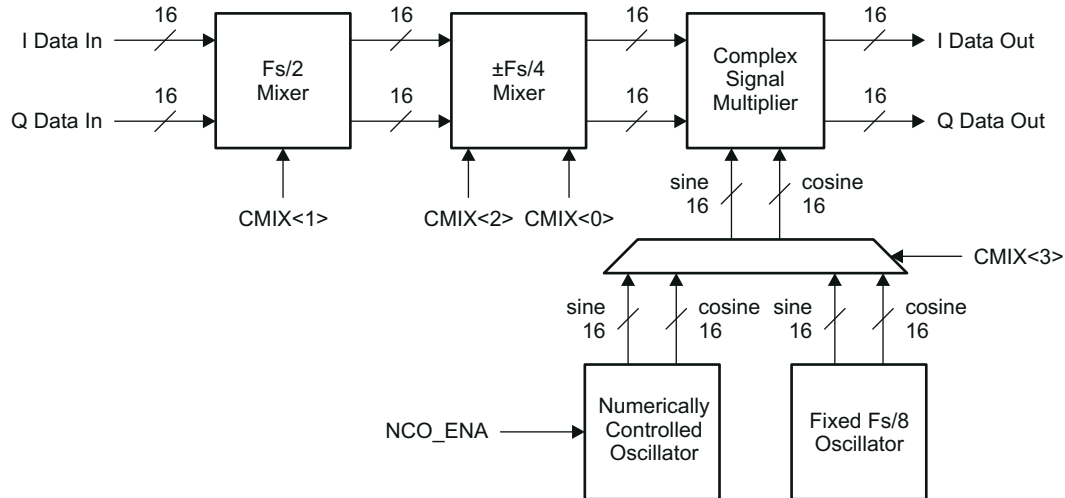 16 16 16 16
I Data In I Data Out
Fs/2
Mixer
±Fs/4
Mixer
Complex
Signal
Multiplier
16 16 16 16
Q Data In Q Data Out
sine
16
cosine
16
CMIX<1> CMIX<2> CMIX<0>
CMIX<3>
sine
16
cosine
16
sine
16
cosine
16
NCO_ENA
Numerically
Controlled
Oscillator
Fixed Fs/8
Oscillator